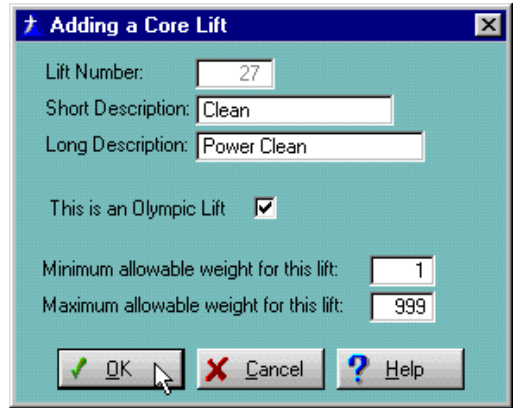 Adding a Core Lift
Lift Number: 27
Short Description: Clean
Long Description: Power Clean
This is an Olympic Lift
Minimum allowable weight for this lift: 1
Maximum allowable weight for this lift: 999
OK Cancel Help